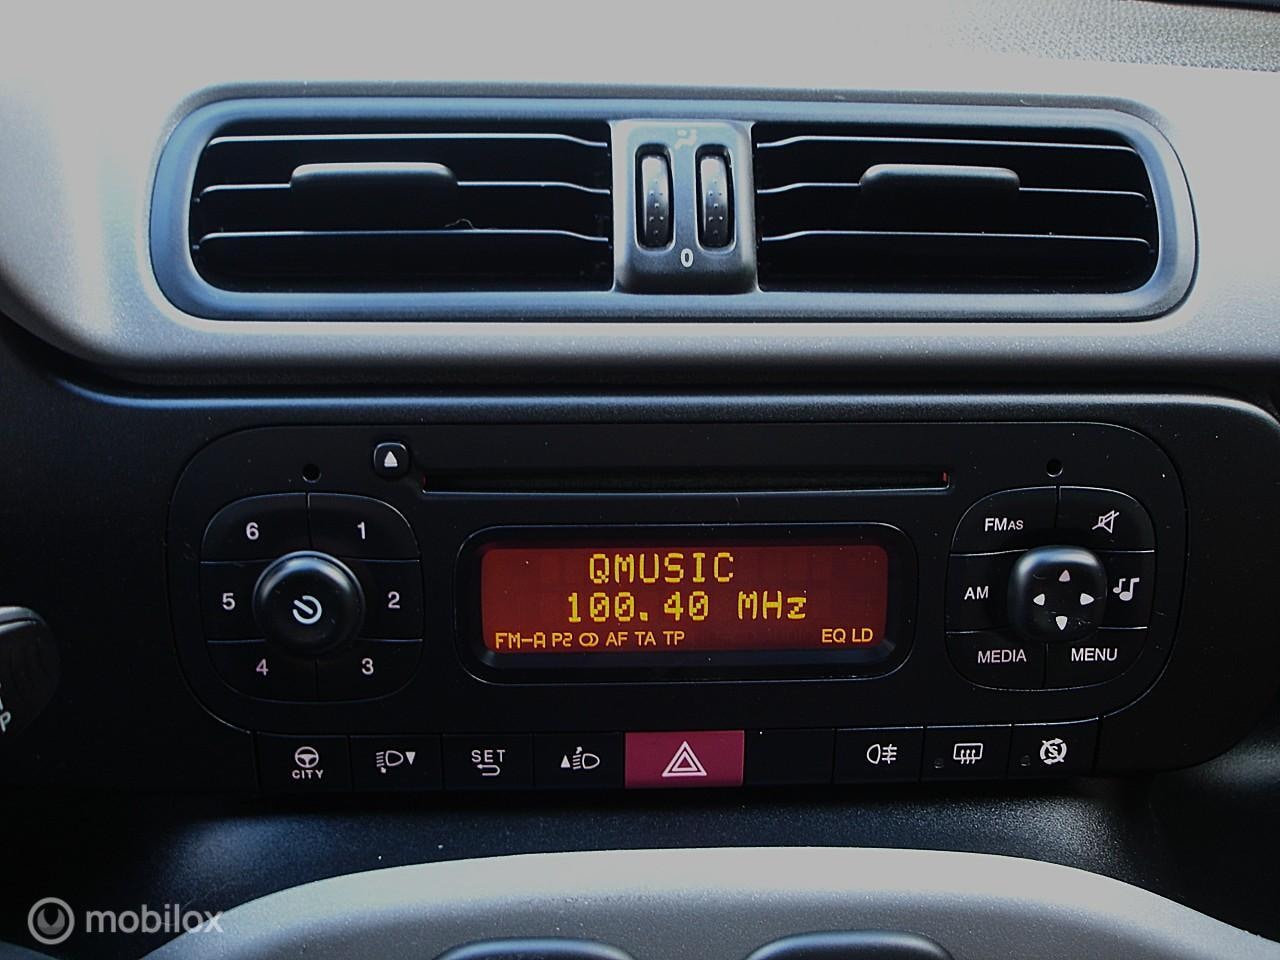 0
6 1
5 2
4 3
QMUSIC
100.40 MHz
FM-A P2 AF TA TP EQ LD
FMAS
AM
MEDIA MENU
CITY
SET
mobilox